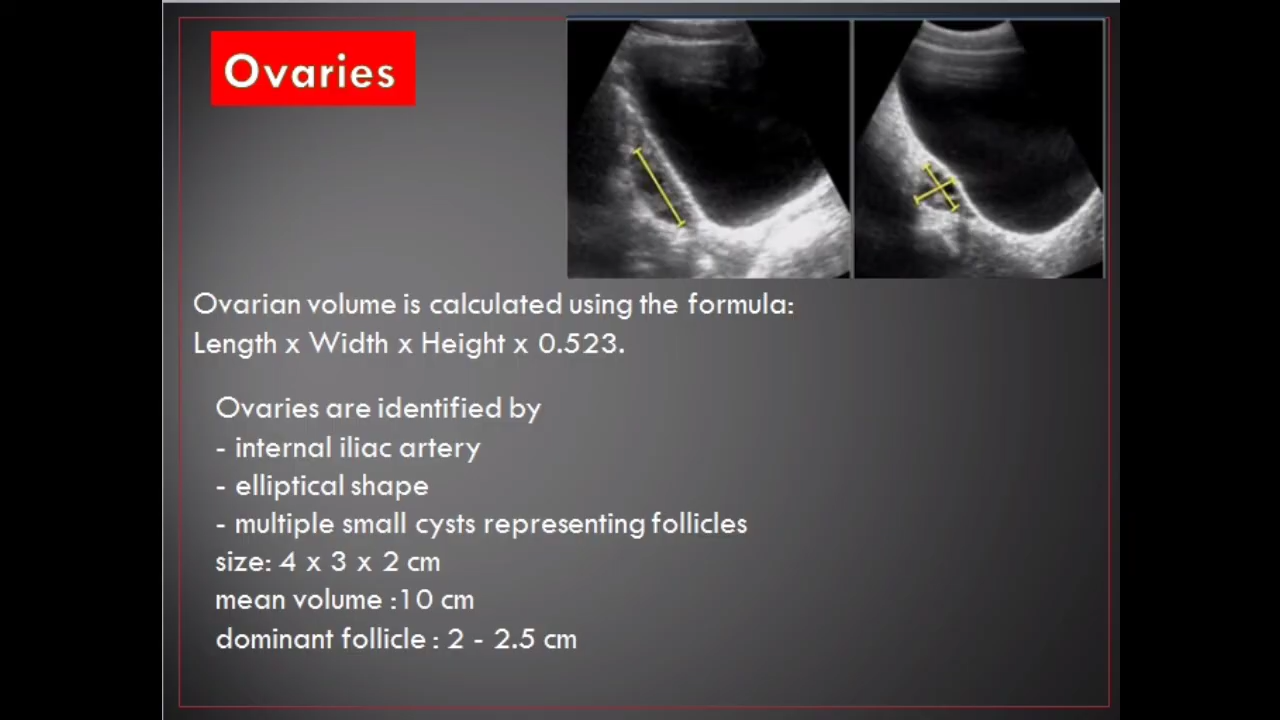 Ovaries
Ovarian volume is calculated using the formula:
Length x Width x Height x 0.523.
Ovaries are identified by
- internal iliac artery
- elliptical shape
- multiple small cysts representing follicles
size: 4 x 3 x 2 cm
mean volume :10 cm
dominant follicle : 2 - 2.5 cm